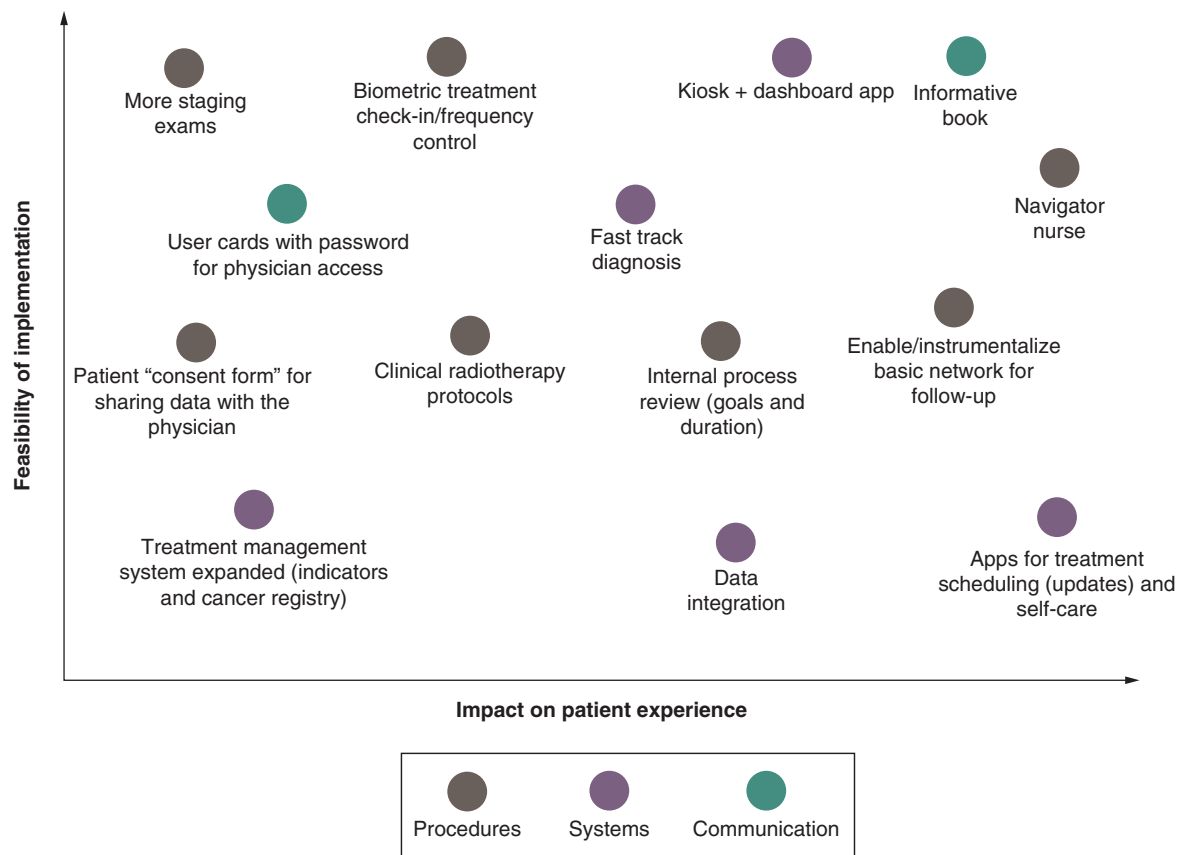 Feasibility of implementation
More staging
exams
Biometric treatment
check-in/frequency
control
Kiosk + dashboard app
Informative
book
Navigator
nurse
User cards with password
for physician access
Fast track
diagnosis
Patient “consent form” for
sharing data with the
physician
Clinical radiotherapy
protocols
Internal process
review (goals and
duration)
Enable/instrumentalize
basic network for
follow-up
Treatment management
system expanded (indicators
and cancer registry)
Data
integration
Apps for treatment
scheduling (updates) and
self-care
Impact on patient experience
Procedures
Systems
Communication